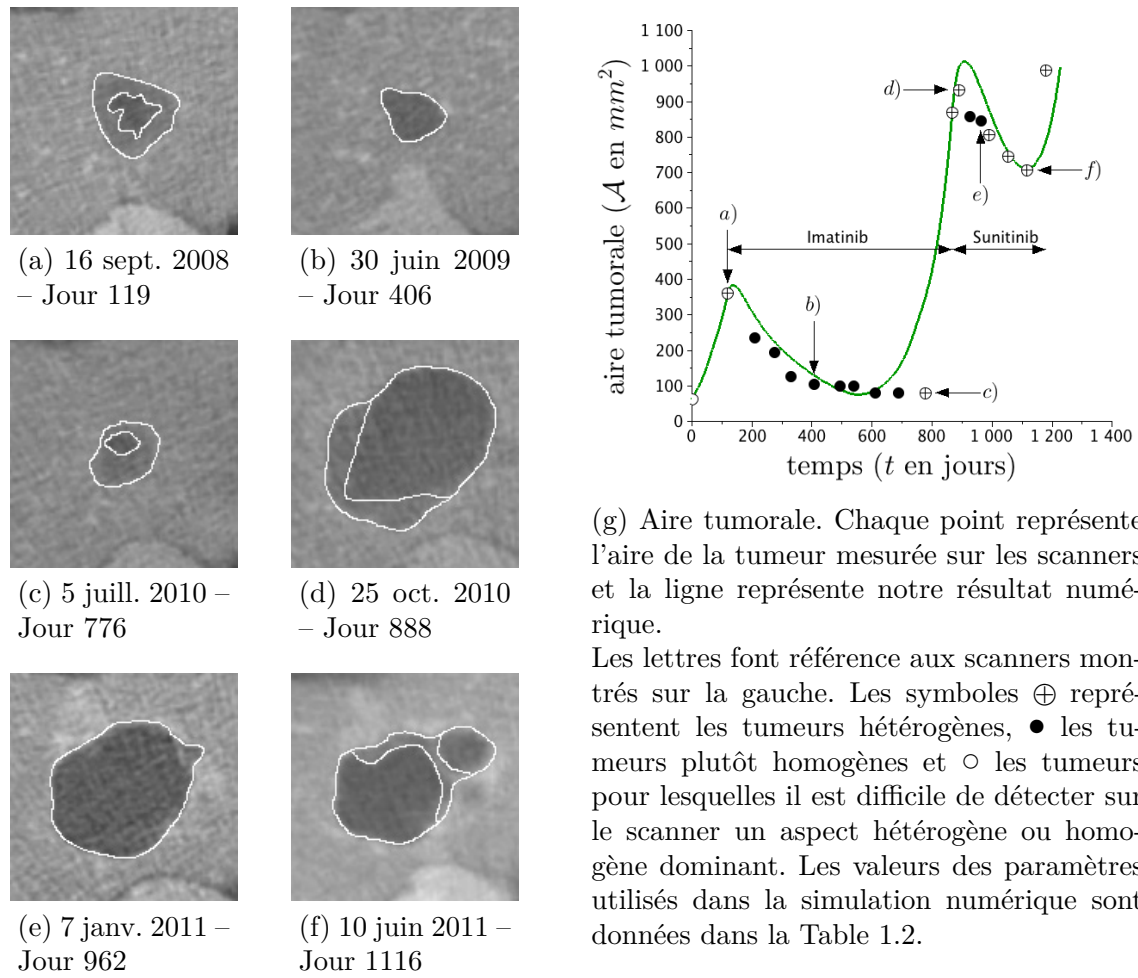 (a) 16 sept. 2008
– Jour 119
(b) 30 juin 2009
– Jour 406
(c) 5 juill. 2010 –
Jour 776
(d) 25 oct. 2010
– Jour 888
(e) 7 janv. 2011 –
Jour 962
(f) 10 juin 2011 –
Jour 1116
aire tumorale (𝒜 en mm²)
1 100
1 000
900
800
700
600
500
400
300
200
100
0
a)
b)
c)
d)
e)
f)
Imatinib
Sunitinib
0 200 400 600 800 1 000 1 200 1 400
temps (t en jours)
(g) Aire tumorale. Chaque point représente
l'aire de la tumeur mesurée sur les scanners
et la ligne représente notre résultat numé-
rique.
Les lettres font référence aux scanners mon-
trés sur la gauche. Les symboles ⊕ repré-
sentent les tumeurs hétérogènes, ● les tu-
meurs plutôt homogènes et ○ les tumeurs
pour lesquelles il est difficile de détecter sur
le scanner un aspect hétérogène ou homo-
gène dominant. Les valeurs des paramètres
utilisés dans la simulation numérique sont
données dans la Table 1.2.